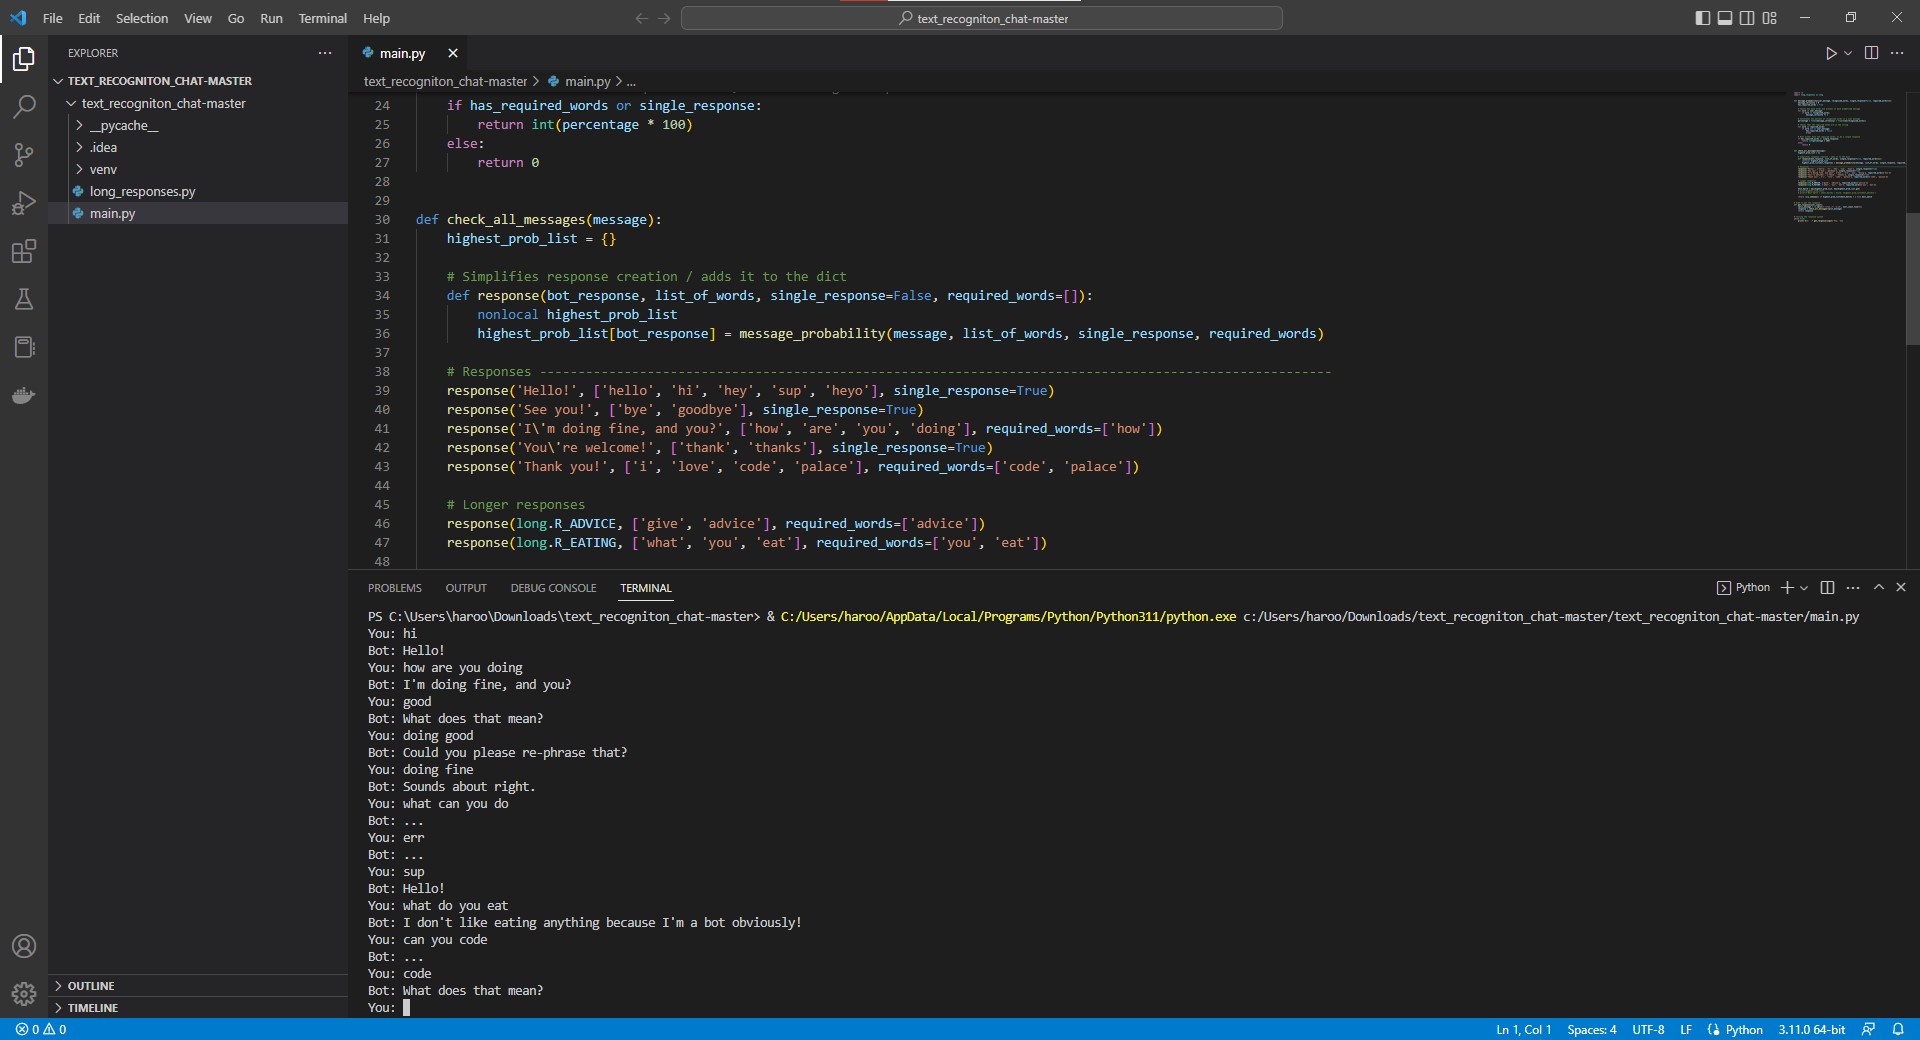 File Edit Selection View Go Run Terminal Help
text_recogniton_chat-master
EXPLORER
TEXT_RECOGNITON_CHAT-MASTER
text_recogniton_chat-master
__pycache__
.idea
venv
long_responses.py
main.py
OUTLINE
TIMELINE
main.py
text_recogniton_chat-master > main.py > ...
24 if has_required_words or single_response:
25 return int(percentage * 100)
26 else:
27 return 0
28
29
30 def check_all_messages(message):
31 highest_prob_list = {}
32
33 # Simplifies response creation / adds it to the dict
34 def response(bot_response, list_of_words, single_response=False, required_words=[]):
35 nonlocal highest_prob_list
36 highest_prob_list[bot_response] = message_probability(message, list_of_words, single_response, required_words)
37
38 # Responses -------------------------------------------------------------------------------------------------------
39 response('Hello!', ['hello', 'hi', 'hey', 'sup', 'heyo'], single_response=True)
40 response('See you!', ['bye', 'goodbye'], single_response=True)
41 response('I\'m doing fine, and you?', ['how', 'are', 'you', 'doing'], required_words=['how'])
42 response('You\'re welcome!', ['thank', 'thanks'], single_response=True)
43 response('Thank you!', ['i', 'love', 'code', 'palace'], required_words=['code', 'palace'])
44
45 # Longer responses
46 response(long.R_ADVICE, ['give', 'advice'], required_words=['advice'])
47 response(long.R_EATING, ['what', 'you', 'eat'], required_words=['you', 'eat'])
48
PROBLEMS OUTPUT DEBUG CONSOLE TERMINAL
Python
PS C:\Users\haroo\Downloads\text_recogniton_chat-master> & C:/Users/haroo/AppData/Local/Programs/Python/Python311/python.exe c:/Users/haroo/Downloads/text_recogniton_chat-master/text_recogniton_chat-master/main.py
You: hi
Bot: Hello!
You: how are you doing
Bot: I'm doing fine, and you?
You: good
Bot: What does that mean?
You: doing good
Bot: Could you please re-phrase that?
You: doing fine
Bot: Sounds about right.
You: what can you do
Bot: ...
You: err
Bot: ...
You: sup
Bot: Hello!
You: what do you eat
Bot: I don't like eating anything because I'm a bot obviously!
You: can you code
Bot: ...
You: code
Bot: What does that mean?
You:
0 0
Ln 1, Col 1 Spaces: 4 UTF-8 LF Python 3.11.0 64-bit